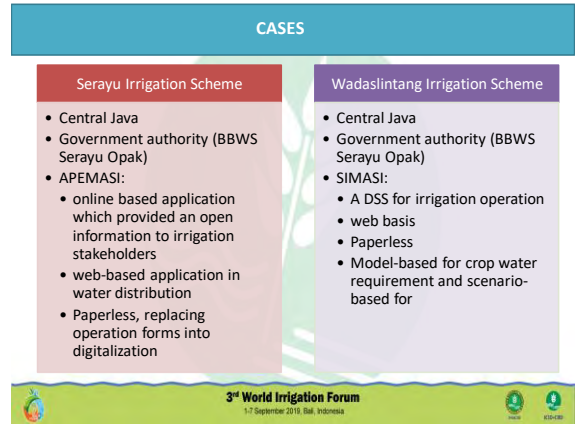 CASES
Serayu Irrigation Scheme
• Central Java
• Government authority (BBWS
Serayu Opak)
• APEMASI:
• online based application
which provided an open
information to irrigation
stakeholders
• web-based application in
water distribution
• Paperless, replacing
operation forms into
digitalization
Wadaslintang Irrigation Scheme
• Central Java
• Government authority (BBWS
Serayu Opak)
• SIMASI:
• A DSS for irrigation operation
• web basis
• Paperless
• Model-based for crop water
requirement and scenario-
based for
3rd World Irrigation Forum
1-7 September 2019, Bali, Indonesia